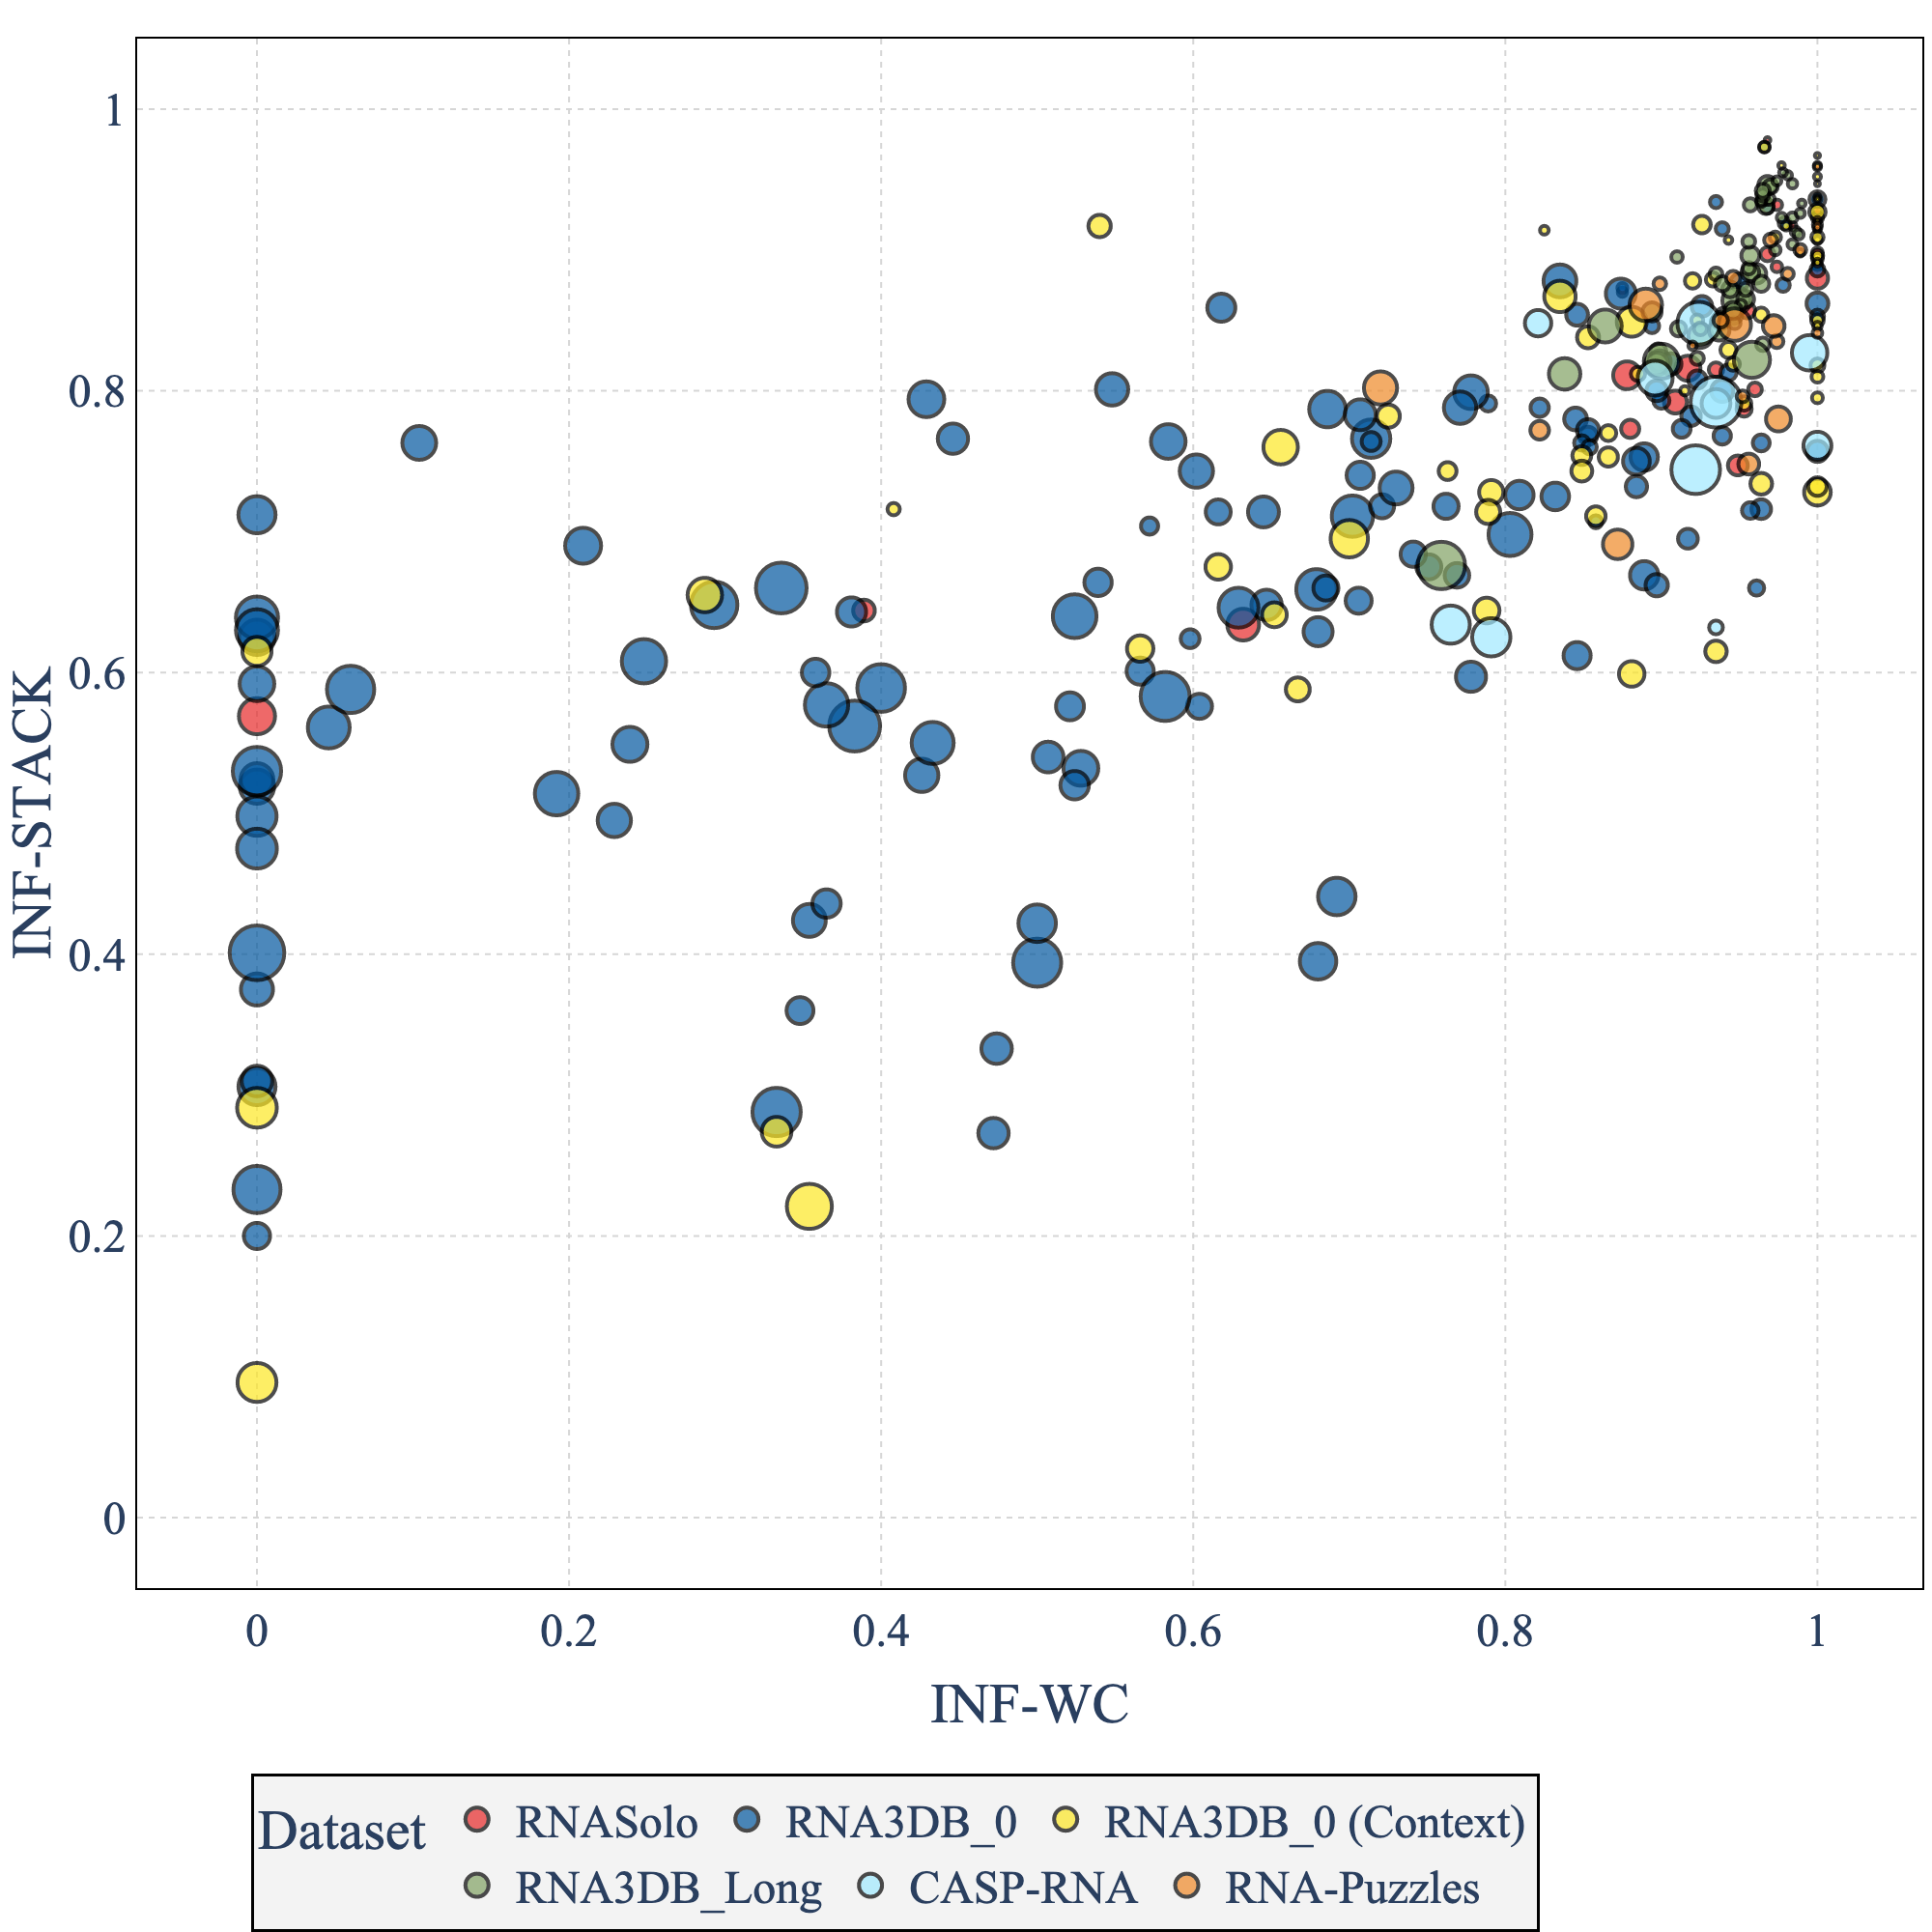 1
0.8
0.6
0.4
0.2
0
INF-STACK
0 0.2 0.4 0.6 0.8 1
INF-WC
Dataset RNASolo RNA3DB_0 RNA3DB_0 (Context)
RNA3DB_Long CASP-RNA RNA-Puzzles